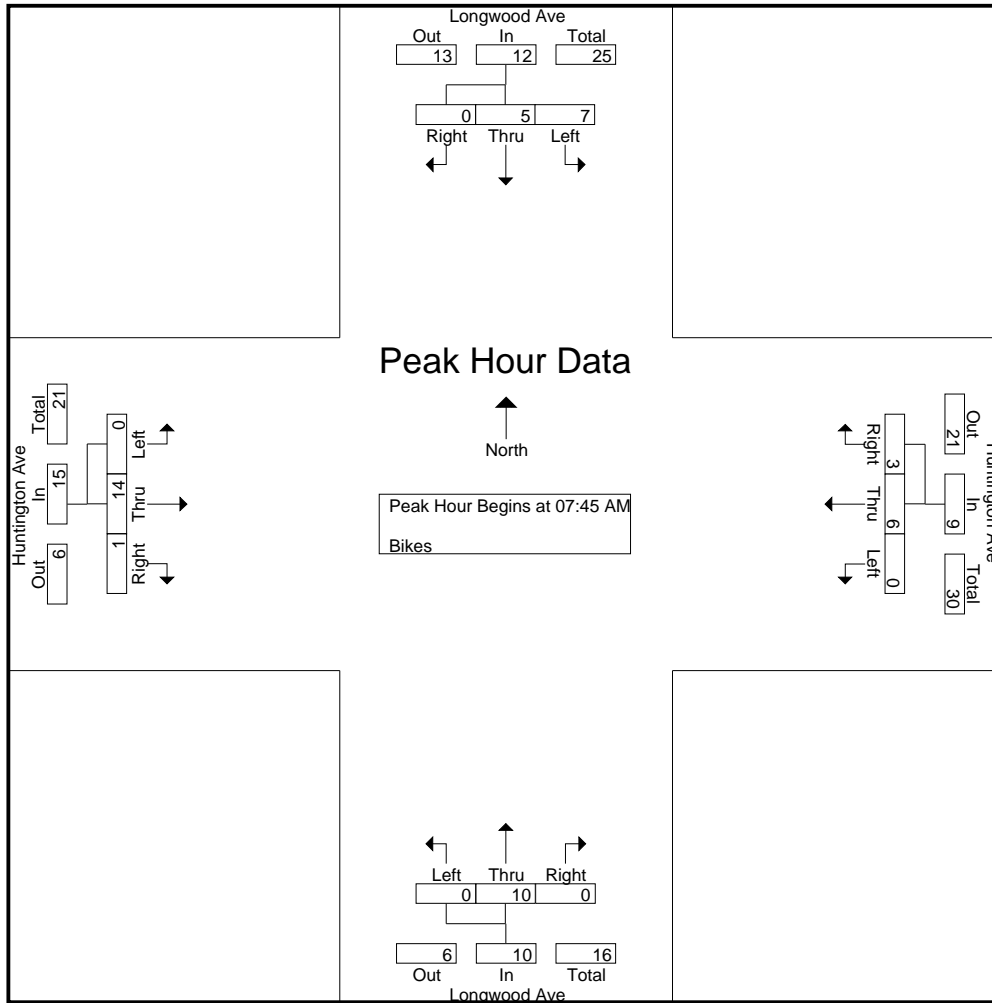 Longwood Ave
Out In Total
13 12 25
0 5 7
Right Thru Left
Peak Hour Data
North
Peak Hour Begins at 07:45 AM
Bikes
Huntington Ave
Out In Total
6 15 21
Left Thru Right
0 14 1
Huntington Ave
Out In Total
21 9 30
Right Thru Left
3 6 0
Left Thru Right
0 10 0
6 10 16
Out In Total
Longwood Ave